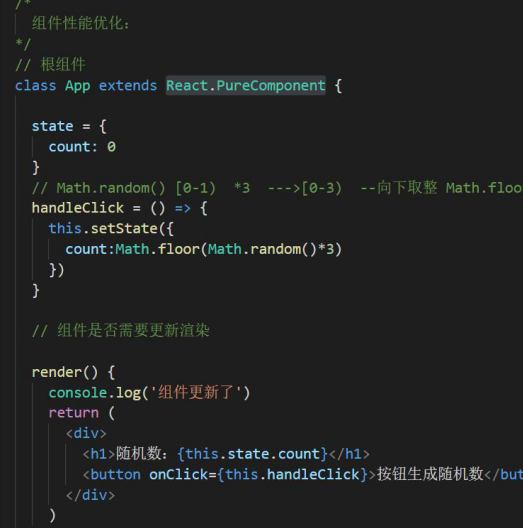 /*
组件性能优化：
*/
// 根组件
class App extends React.PureComponent {
state = {
count: 0
}
// Math.random() [0-1)  *3  --->[0-3)  --向下取整 Math.floo
handleClick = () => {
this.setState({
count:Math.floor(Math.random()*3)
})
}
// 组件是否需要更新渲染
render() {
console.log('组件更新了')
return (
<div>
<h1>随机数：{this.state.count}</h1>
<button onClick={this.handleClick}>按钮生成随机数</but
</div>
)